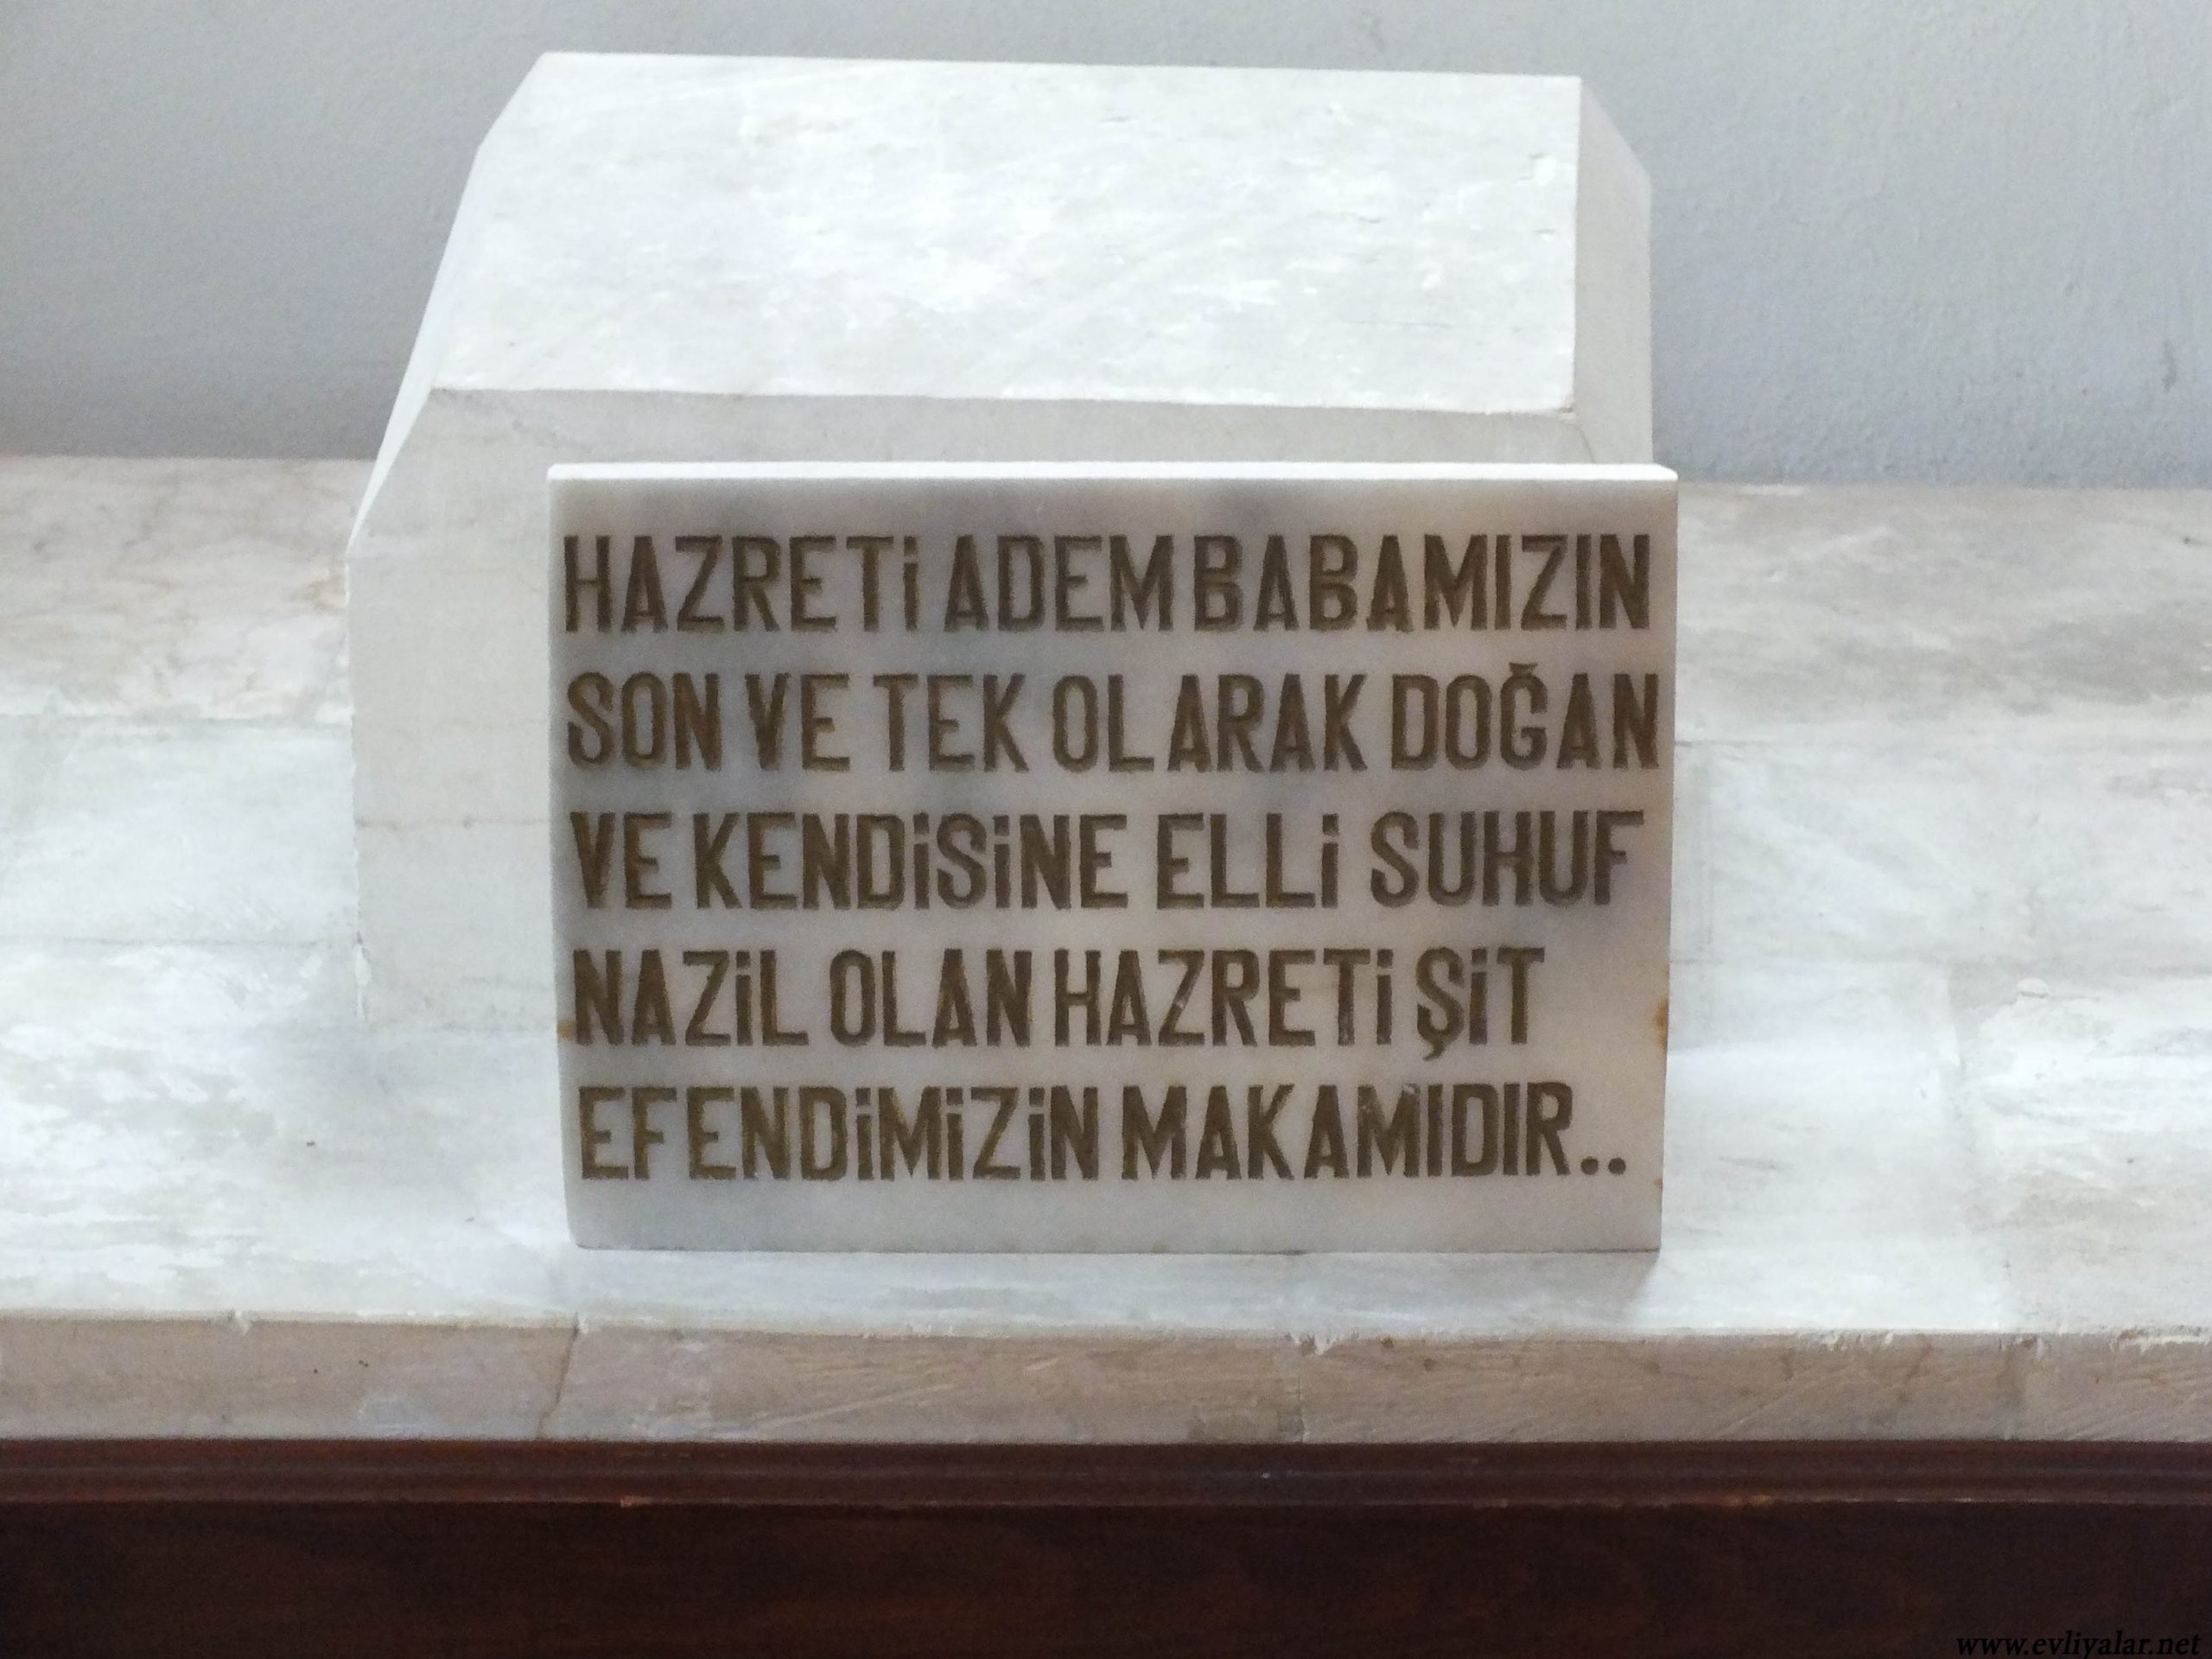 HAZRETİ ADEM BABAMIZIN
SON VE TEK OLARAK DOĞAN
VE KENDİSİNE ELLİ SUHUF
NAZİL OLAN HAZRETİ ŞİT
EFENDİMİZİN MAKAMIDIR..
www.evliyalar.net